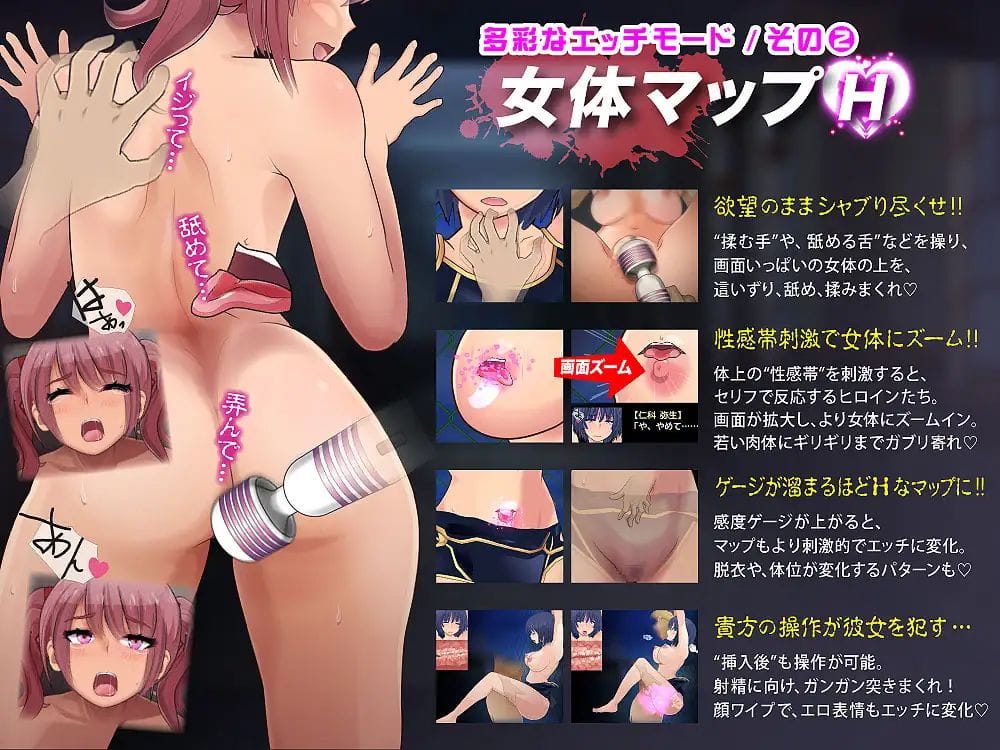 多彩なエッチモード / その②
女体マップH
イジって…
舐めて…
弄んで…
あんっ
欲望のままシャブり尽くせ!!
“揉む手”や、舐める舌”などを操り、
画面いっぱいの女体の上を、
這いずり、舐め、揉みまくれ♡
性感帯刺激で女体にズーム!!
画面ズーム
体上の“性感帯”を刺激すると、
セリフで反応するヒロインたち。
画面が拡大し、より女体にズームイン。
若い肉体にギリギリまでガブリ寄れ♡
【仁科 弥生】
「や、やめて……
ゲージが溜まるほどHなマップに!!
感度ゲージが上がると、
マップもより刺激的でエッチに変化。
脱衣や、体位が変化するパターンも♡
貴方の操作が彼女を犯す…
“挿入後”も操作が可能。
射精に向け、ガンガン突きまくれ!
顔ワイプで、エロ表情もエッチに変化♡